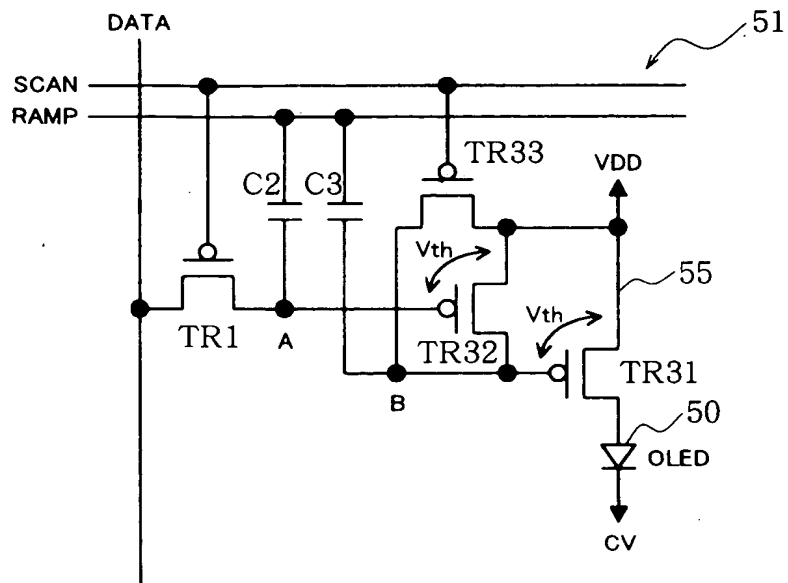 DATA
51
SCAN
RAMP
TR33
VDD
C2
C3
Vth
55
Vth
TR1
A
TR32
TR31
B
50
OLED
CV